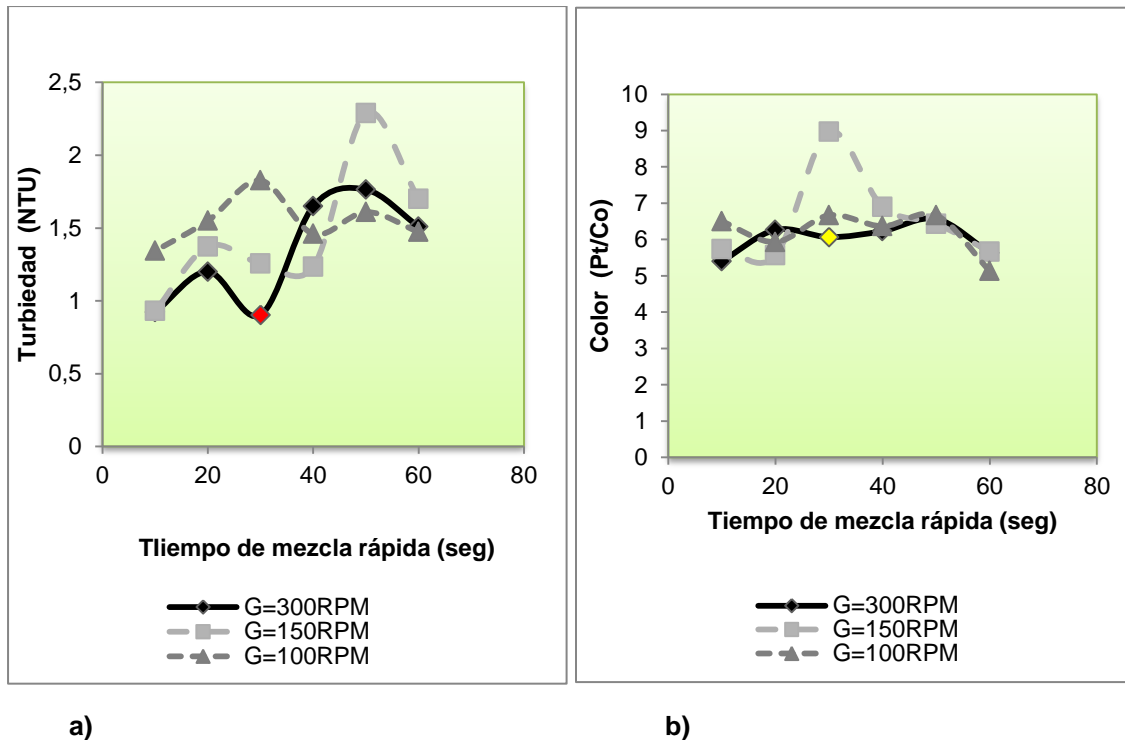 2,5
2
1,5
1
0,5
0
0
20
40
60
80
Turbiedad (NTU)
TIiempo de mezcla rápida (seg)
G=300RPM
G=150RPM
G=100RPM
a)
10
9
8
7
6
5
4
3
2
1
0
0
20
40
60
80
Color (Pt/Co)
Tiempo de mezcla rápida (seg)
G=300RPM
G=150RPM
G=100RPM
b)